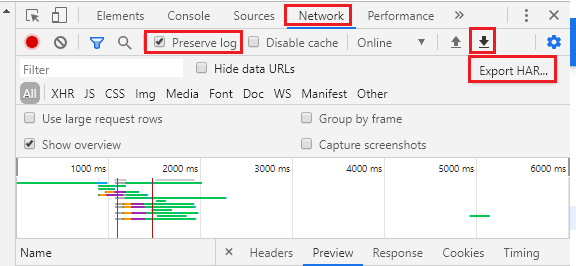 Elements Console Sources Network Performance »
Preserve log Disable cache Online
Export HAR...
Filter Hide data URLs
All XHR JS CSS Img Media Font Doc WS Manifest Other
Use large request rows Group by frame
Show overview Capture screenshots
1000 ms 2000 ms 3000 ms 4000 ms 5000 ms 6000 ms
Name × Headers Preview Response Cookies Timing